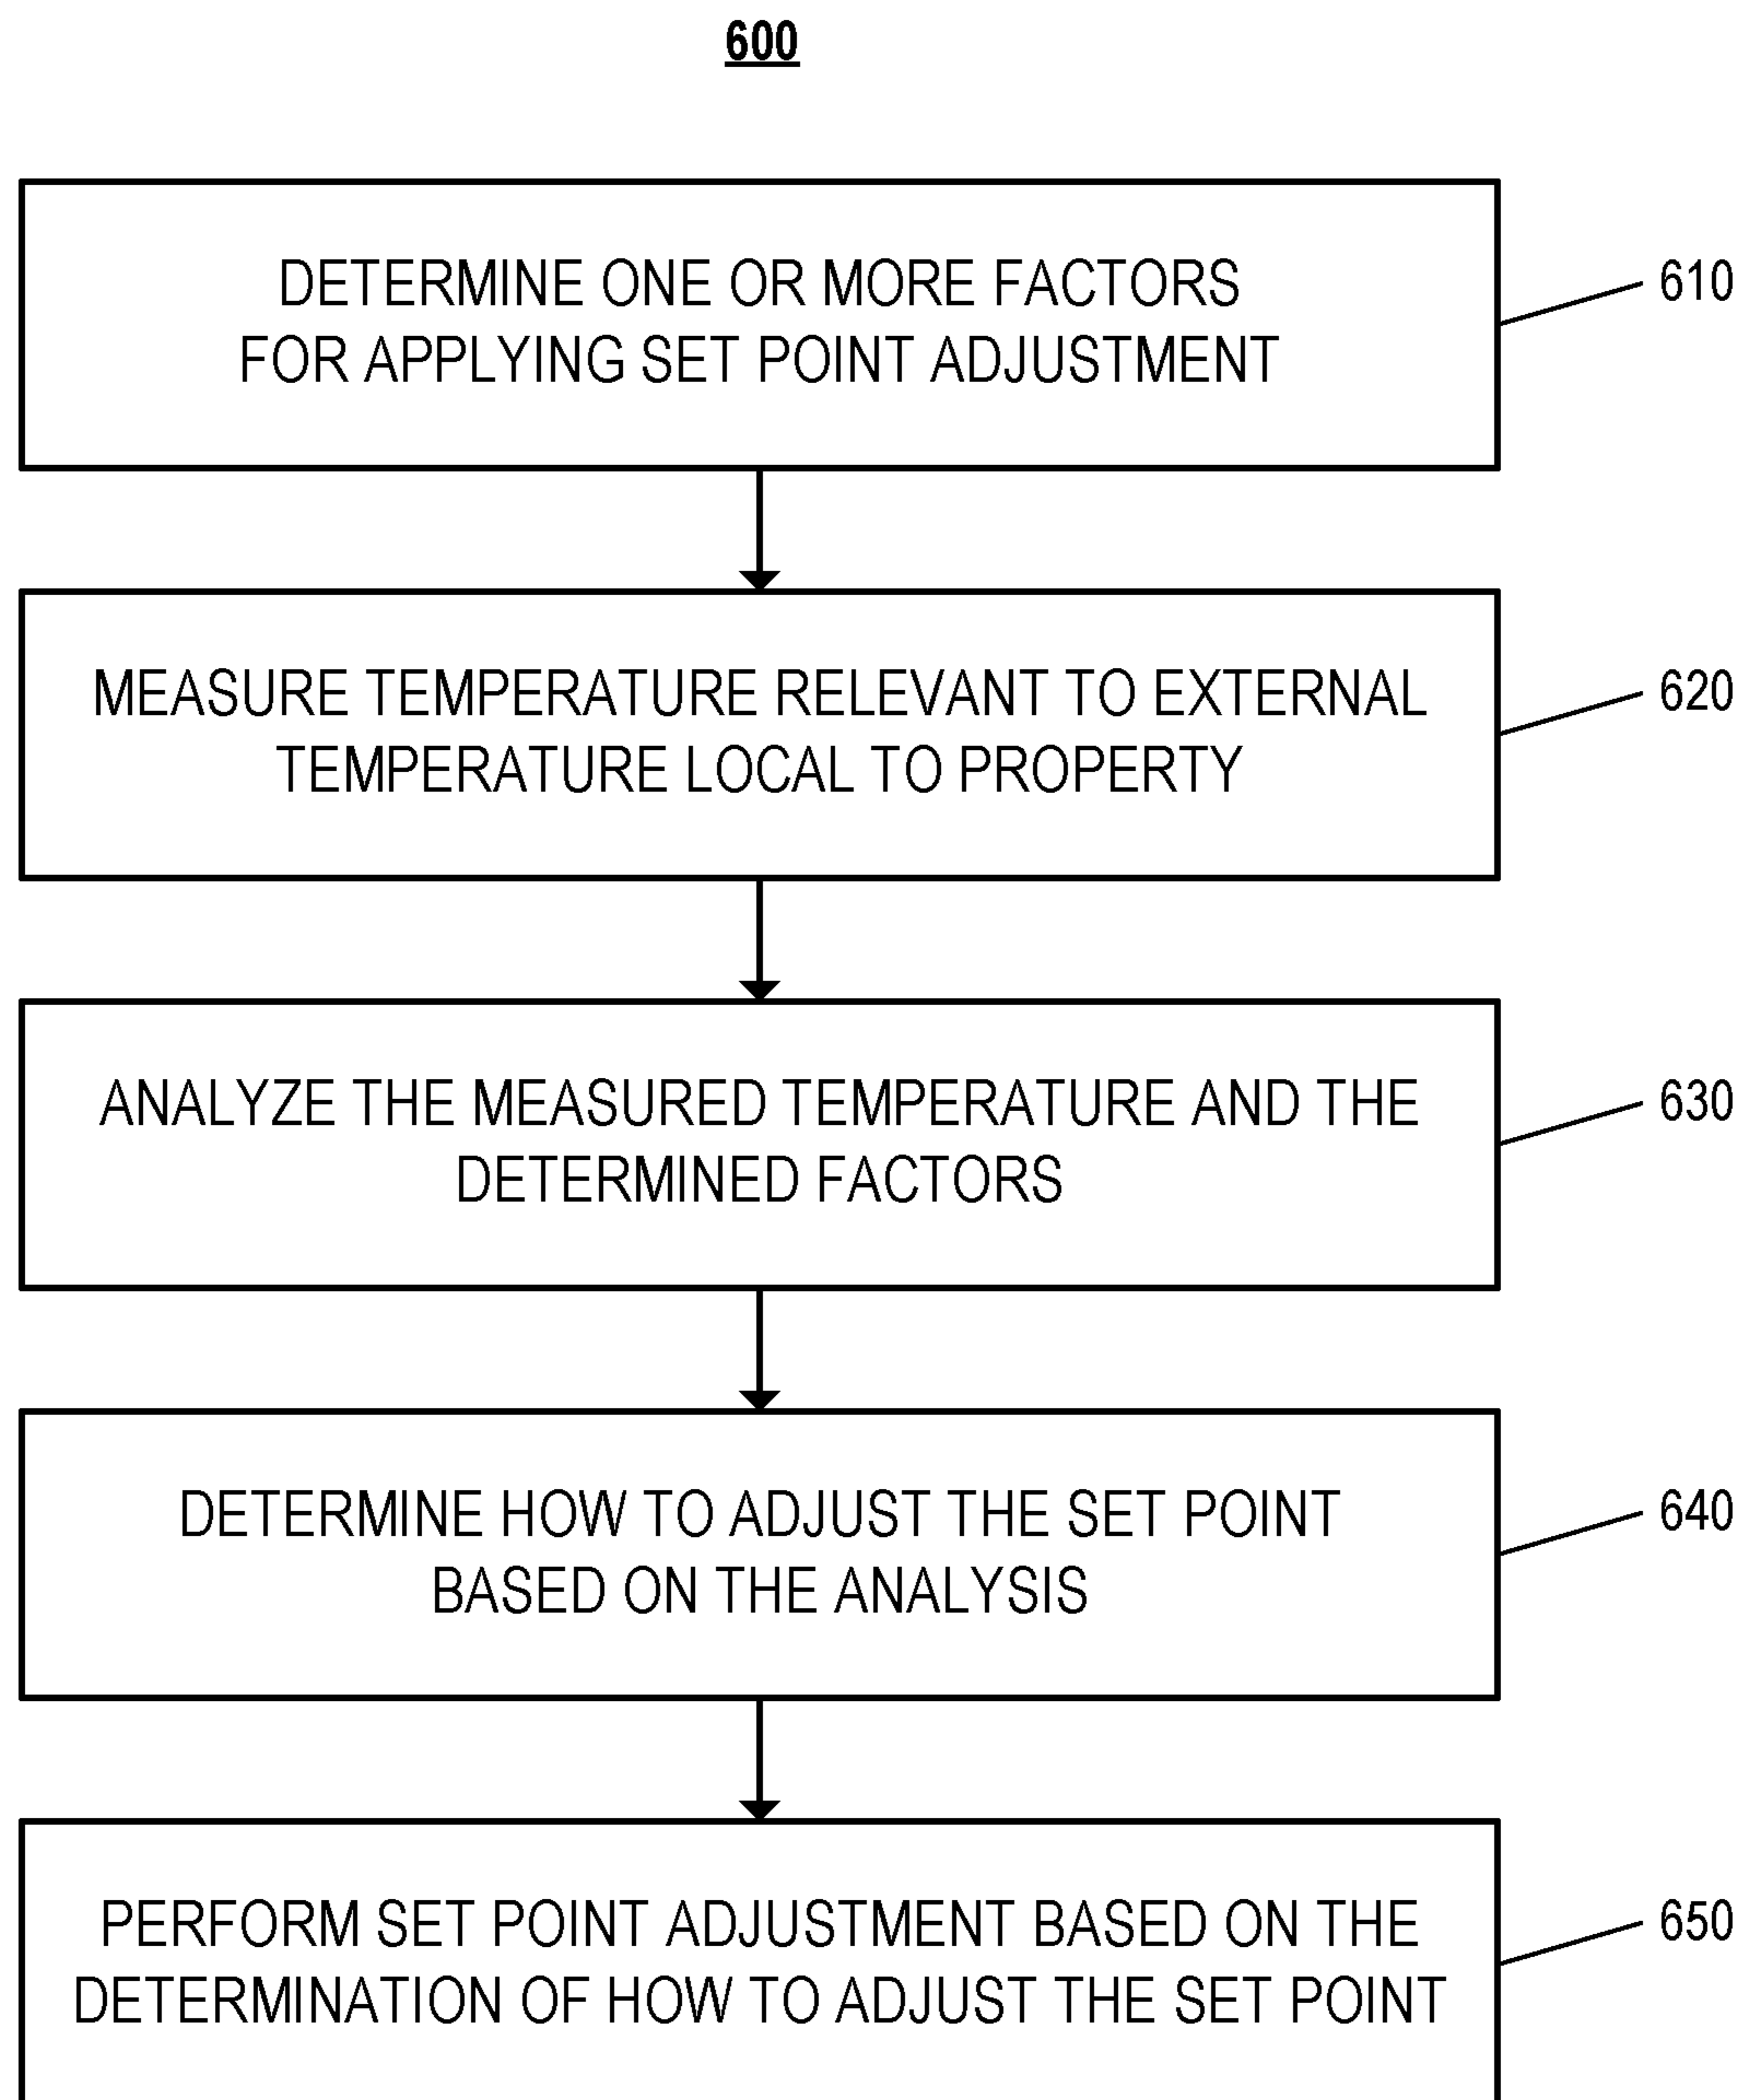 600
DETERMINE ONE OR MORE FACTORS
FOR APPLYING SET POINT ADJUSTMENT
610
MEASURE TEMPERATURE RELEVANT TO EXTERNAL
TEMPERATURE LOCAL TO PROPERTY
620
ANALYZE THE MEASURED TEMPERATURE AND THE
DETERMINED FACTORS
630
DETERMINE HOW TO ADJUST THE SET POINT
BASED ON THE ANALYSIS
640
PERFORM SET POINT ADJUSTMENT BASED ON THE
DETERMINATION OF HOW TO ADJUST THE SET POINT
650